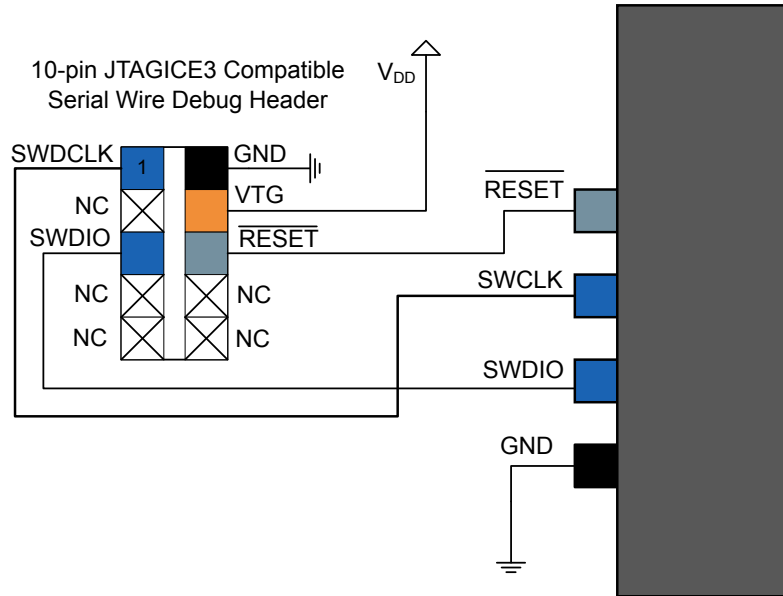 10-pin JTAGICE3 Compatible
Serial Wire Debug Header
VDD
SWDCLK
1
GND
NC
VTG
SWDIO
RESET
NC
NC
NC
NC
RESET
SWCLK
SWDIO
GND